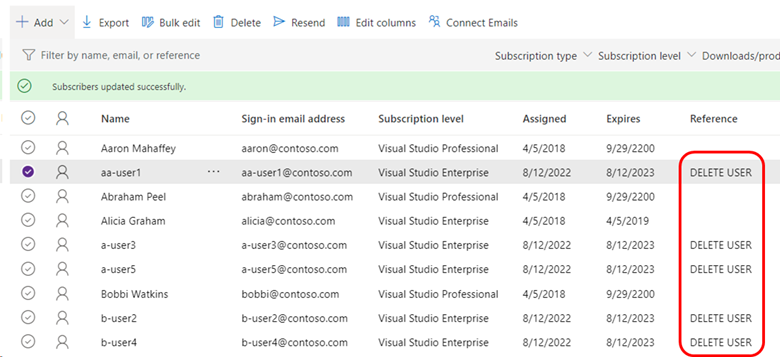 Add Export Bulk edit Delete Resend Edit columns Connect Emails
Filter by name, email, or reference Subscription type Subscription level Downloads/prod
Subscribers updated successfully.
Name Sign-in email address Subscription level Assigned Expires Reference
Aaron Mahaffey aaron@contoso.com Visual Studio Professional 4/5/2018 9/29/2200
aa-user1 ... aa-user1@contoso.com Visual Studio Enterprise 8/12/2022 8/12/2023 DELETE USER
Abraham Peel abraham@contoso.com Visual Studio Professional 4/5/2018 9/29/2200
Alicia Graham alicia@contoso.com Visual Studio Enterprise 4/5/2018 4/5/2019
a-user3 a-user3@contoso.com Visual Studio Enterprise 8/12/2022 8/12/2023 DELETE USER
a-user5 a-user5@contoso.com Visual Studio Enterprise 8/12/2022 8/12/2023 DELETE USER
Bobbi Watkins bobbi@contoso.com Visual Studio Professional 4/5/2018 9/29/2200
b-user2 b-user2@contoso.com Visual Studio Enterprise 8/12/2022 8/12/2023 DELETE USER
b-user4 b-user4@contoso.com Visual Studio Enterprise 8/12/2022 8/12/2023 DELETE USER